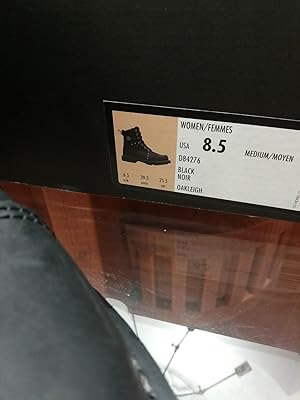 WOMEN/FEMMES
USA 8.5 MEDIUM/MOYEN
D84276
BLACK
NOIR
OAKLEIGH
6.5 39.5 25.5